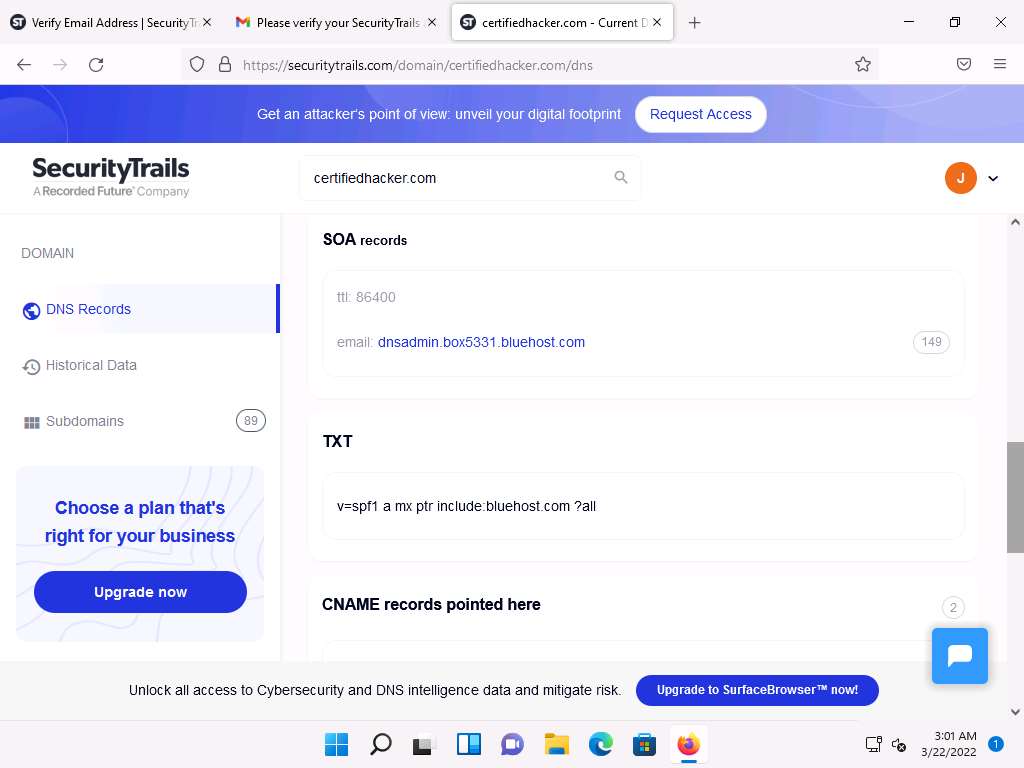 Verify Email Address | SecurityTr
Please verify your SecurityTrails
certifiedhacker.com - Current D
https://securitytrails.com/domain/certifiedhacker.com/dns
Get an attacker's point of view: unveil your digital footprint
Request Access
SecurityTrails
A Recorded Future® Company
certifiedhacker.com
J
DOMAIN
DNS Records
Historical Data
Subdomains
89
Choose a plan that's
right for your business
Upgrade now
SOA records
ttl: 86400
email: dnsadmin.box5331.bluehost.com
149
TXT
v=spf1 a mx ptr include:bluehost.com ?all
CNAME records pointed here
2
Unlock all access to Cybersecurity and DNS intelligence data and mitigate risk.
Upgrade to SurfaceBrowser™ now!
3:01 AM
3/22/2022
1